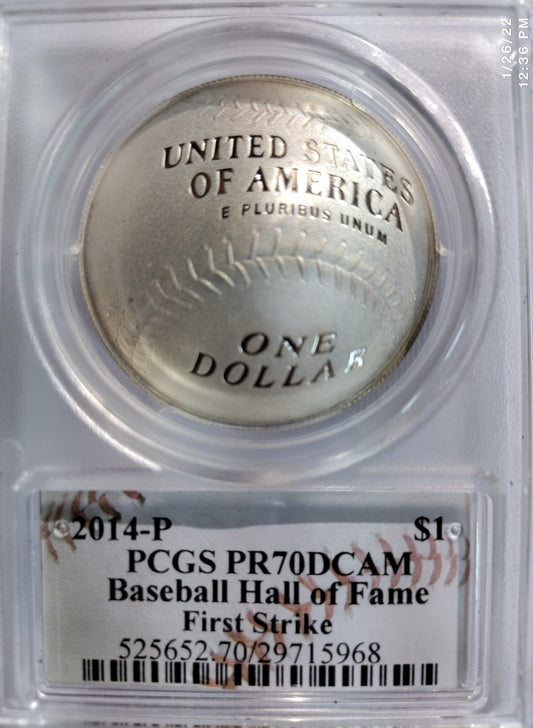 1/26/22
12:36 PM
UNITED STATES
OF AMERICA
E PLURIBUS UNUM
ONE
DOLLAR
2014-P $1
PCGS PR70DCAM
Baseball Hall of Fame
First Strike
525652.70/29715968